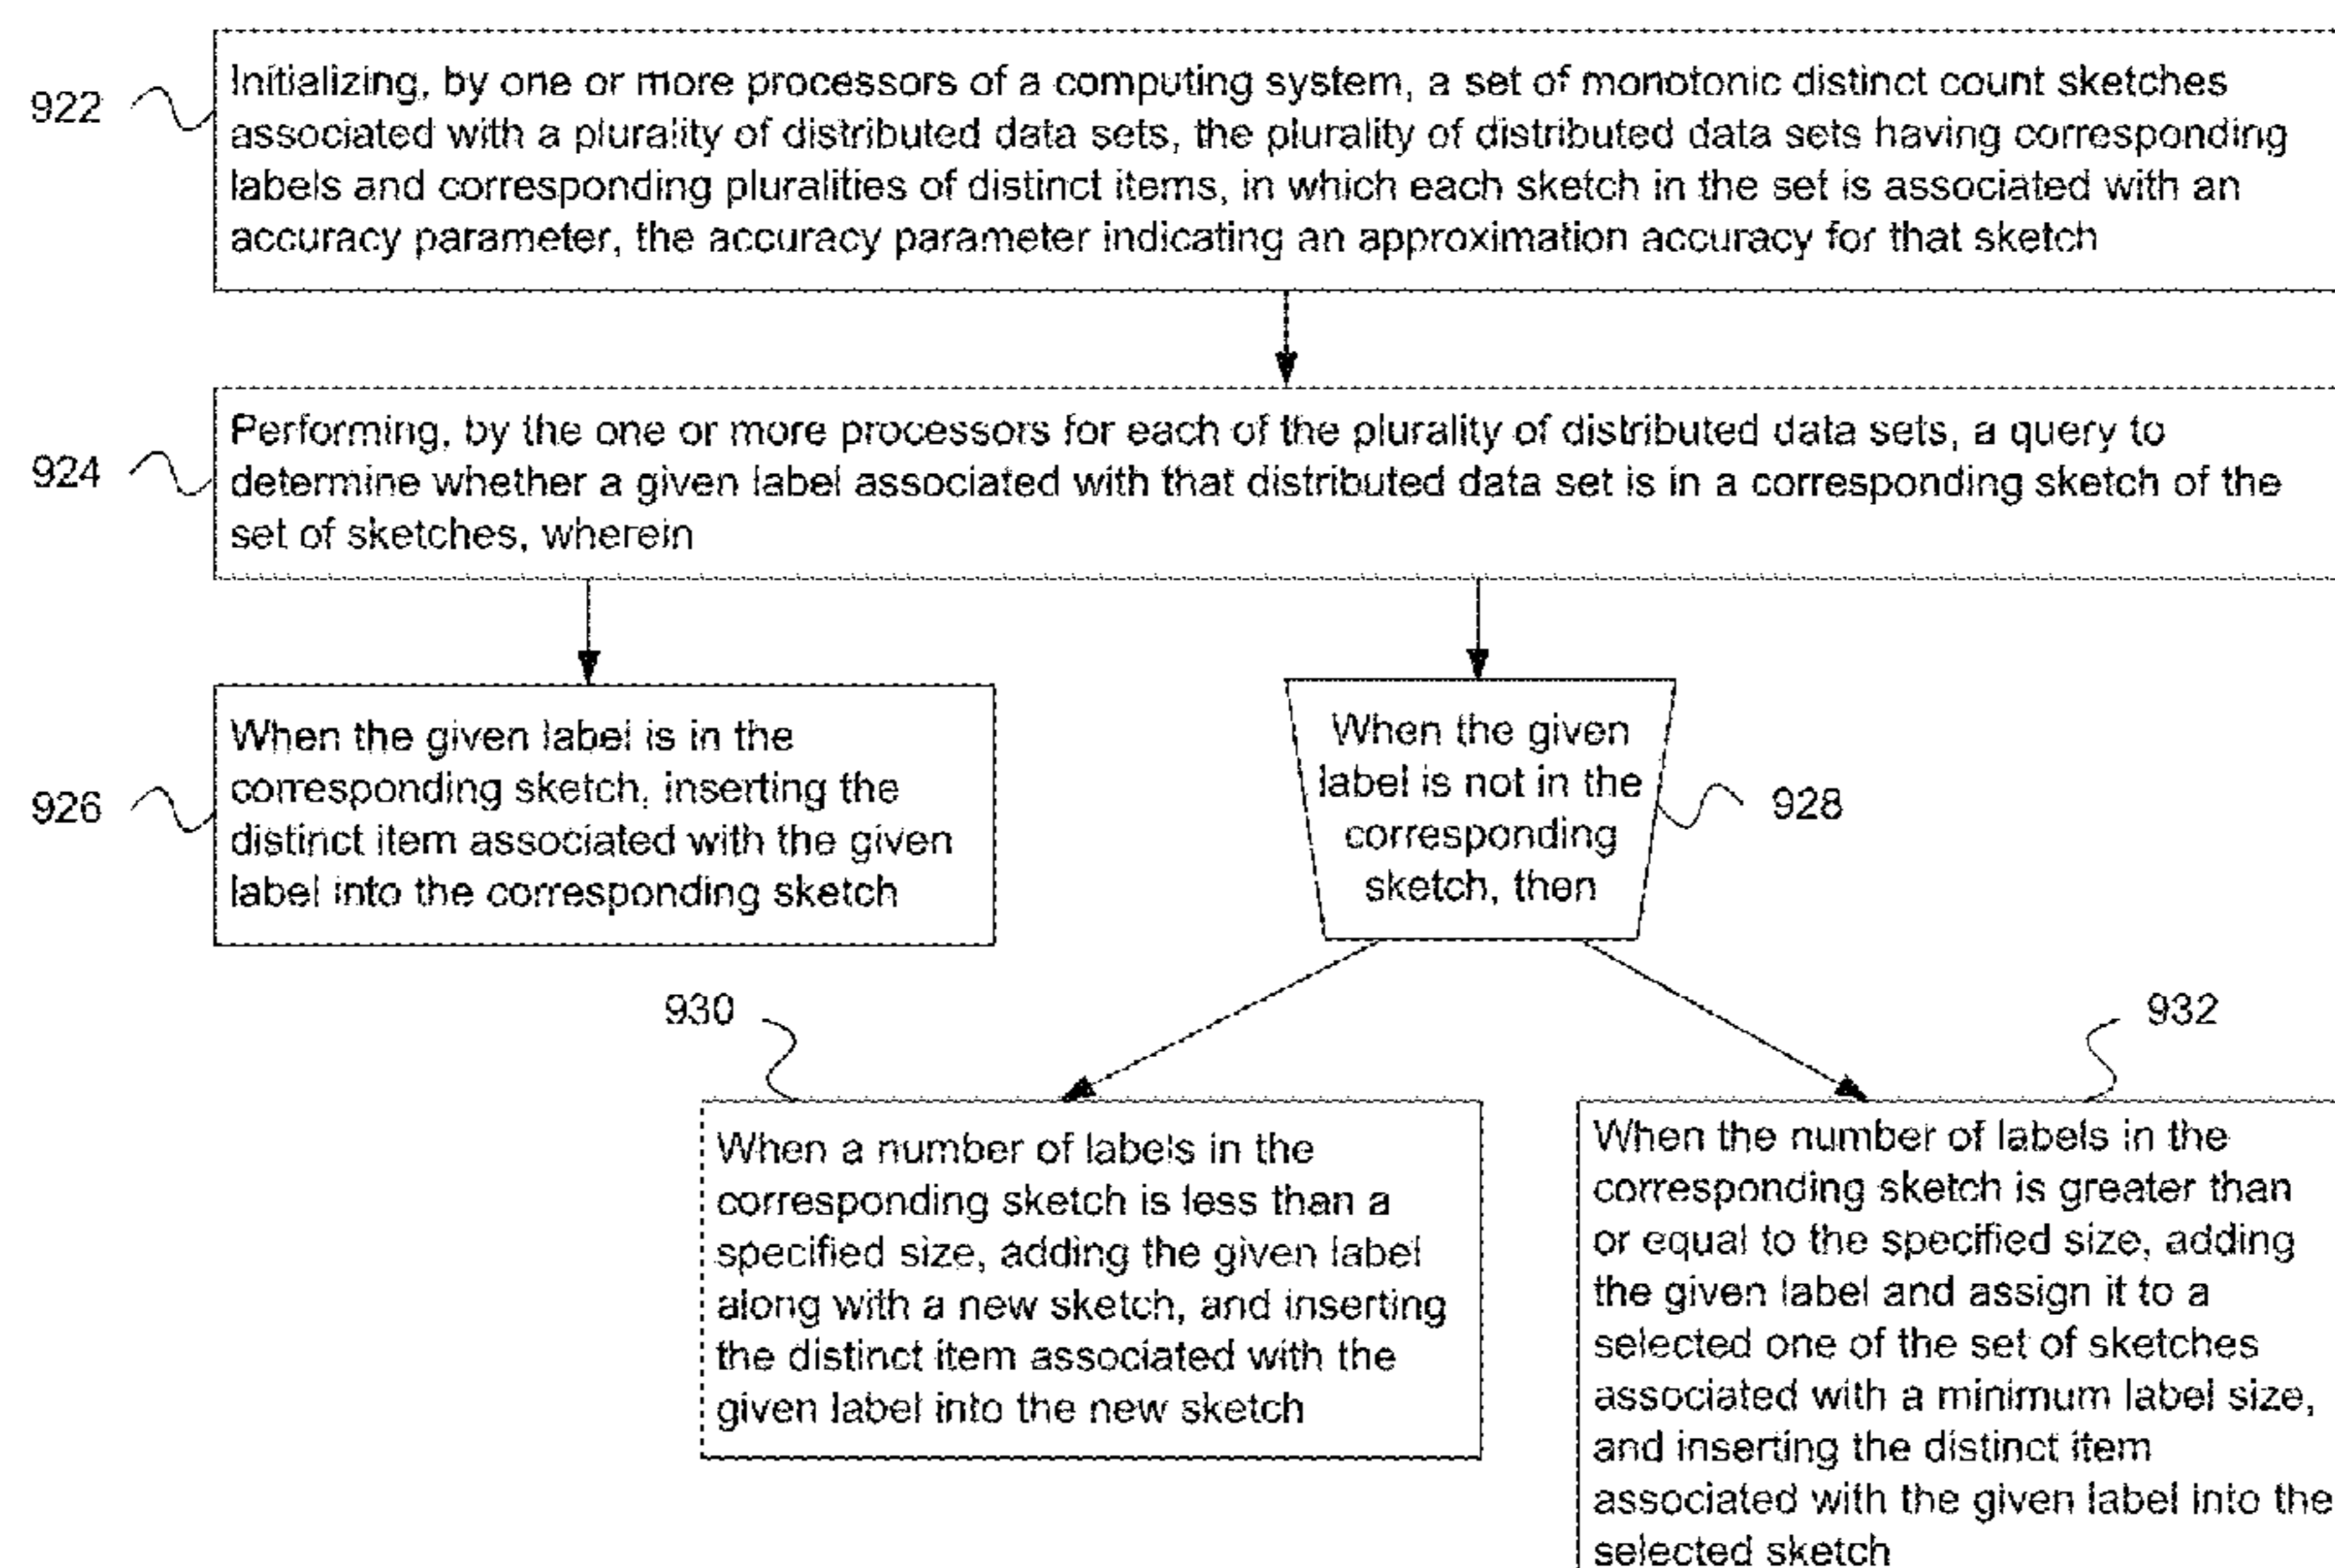 922
Initializing, by one or more processors of a computing system, a set of monotonic distinct count sketches
associated with a plurality of distributed data sets, the plurality of distributed data sets having corresponding
labels and corresponding pluralities of distinct items, in which each sketch in the set is associated with an
accuracy parameter, the accuracy parameter indicating an approximation accuracy for that sketch
924
Performing, by the one or more processors for each of the plurality of distributed data sets, a query to
determine whether a given label associated with that distributed data set is in a corresponding sketch of the
set of sketches, wherein
926
When the given label is in the
corresponding sketch, inserting the
distinct item associated with the given
label into the corresponding sketch
When the given
label is not in the
corresponding
sketch, then
928
930
When a number of labels in the
corresponding sketch is less than a
specified size, adding the given label
along with a new sketch, and inserting
the distinct item associated with the
given label into the new sketch
932
When the number of labels in the
corresponding sketch is greater than
or equal to the specified size, adding
the given label and assign it to a
selected one of the set of sketches
associated with a minimum label size,
and inserting the distinct item
associated with the given label into the
selected sketch